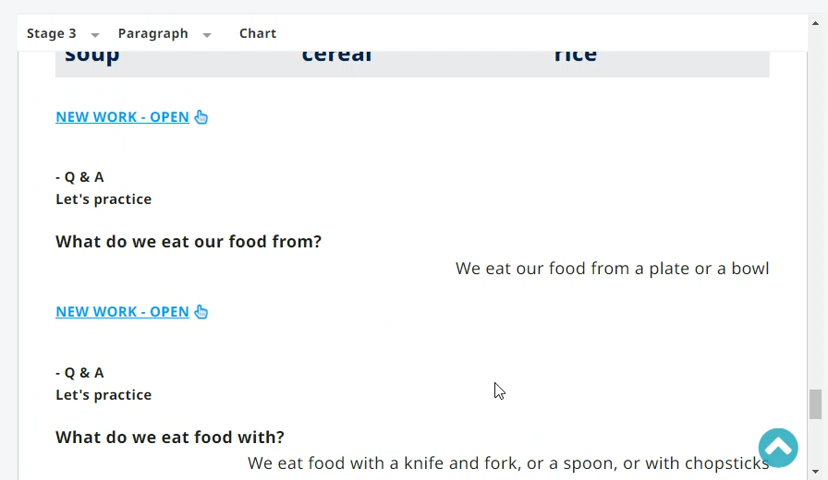 Stage 3 Paragraph Chart
soup cereal rice
NEW WORK - OPEN
- Q & A
Let's practice
What do we eat our food from?
We eat our food from a plate or a bowl
NEW WORK - OPEN
- Q & A
Let's practice
What do we eat food with?
We eat food with a knife and fork, or a spoon, or with chopsticks